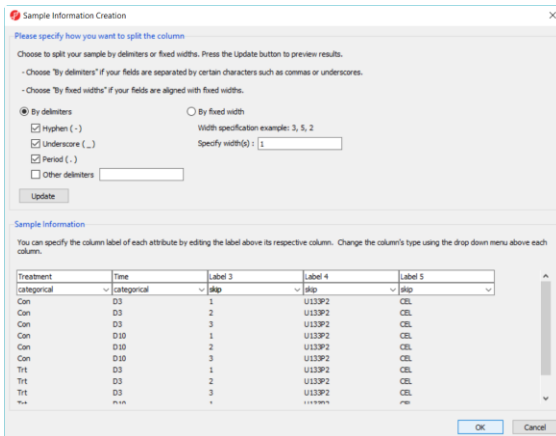 Sample Information Creation
Please specify how you want to split the column
Choose to split your sample by delimiters or fixed widths. Press the Update button to preview results.
- Choose "By delimiters" if your fields are separated by certain characters such as commas or underscores.
- Choose "By fixed widths" if your fields are aligned with fixed widths.
By delimiters By fixed width
Hyphen ( - ) Width specification example: 3, 5, 2
Underscore ( _ ) Specify width(s) : 1
Period ( . )
Other delimiters
Update
Sample Information
You can specify the column label of each attribute by editing the label above its respective column. Change the column's type using the drop down menu above each
column.
Treatment Time Label 3 Label 4 Label 5
categorical categorical skip skip skip
Con D3 1 U133P2 CEL
Con D3 2 U133P2 CEL
Con D3 3 U133P2 CEL
Con D10 1 U133P2 CEL
Con D10 2 U133P2 CEL
Con D10 3 U133P2 CEL
Trt D3 1 U133P2 CEL
Trt D3 2 U133P2 CEL
Trt D3 3 U133P2 CEL
Trt D10 1 U133P2 CEL
OK Cancel